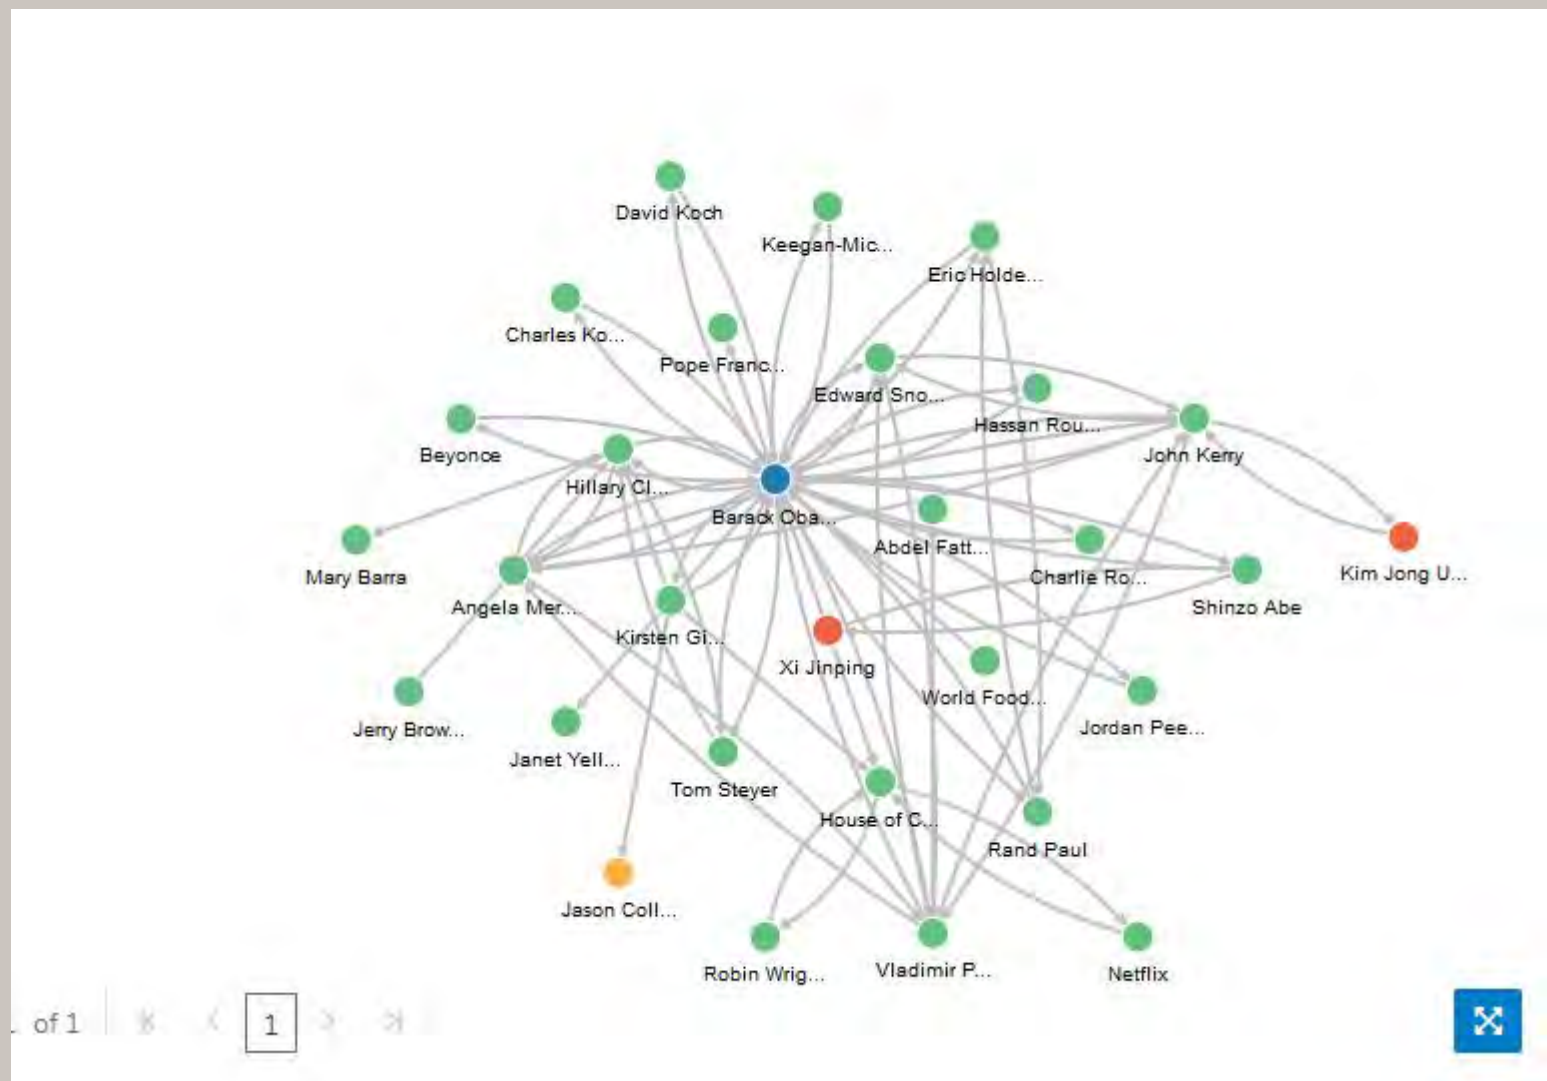 David Koch
Keegan-Mic...
Eric Holde...
Charles Ko...
Pope Franc...
Edward Sno...
Hassan Rou...
Beyonce
John Kerry
Hillary Cl...
Barack Oba...
Abdel Fatt...
Mary Barra
Charlie Ro...
Kim Jong U...
Angela Mer...
Shinzo Abe
Kirsten Gi...
Xi Jinping
World Food...
Jerry Brow...
Jordan Pee...
Janet Yell...
Tom Steyer
House of C...
Rand Paul
Jason Coll...
Robin Wrig...
Vladimir P...
Netflix
of 1
1